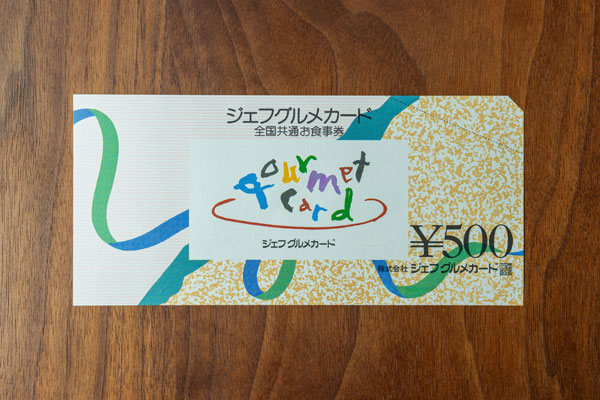 ジェフグルメカード
全国共通お食事券
gourmet
card
ジェフグルメカード
¥500
株式会社 ジェフグルメカード